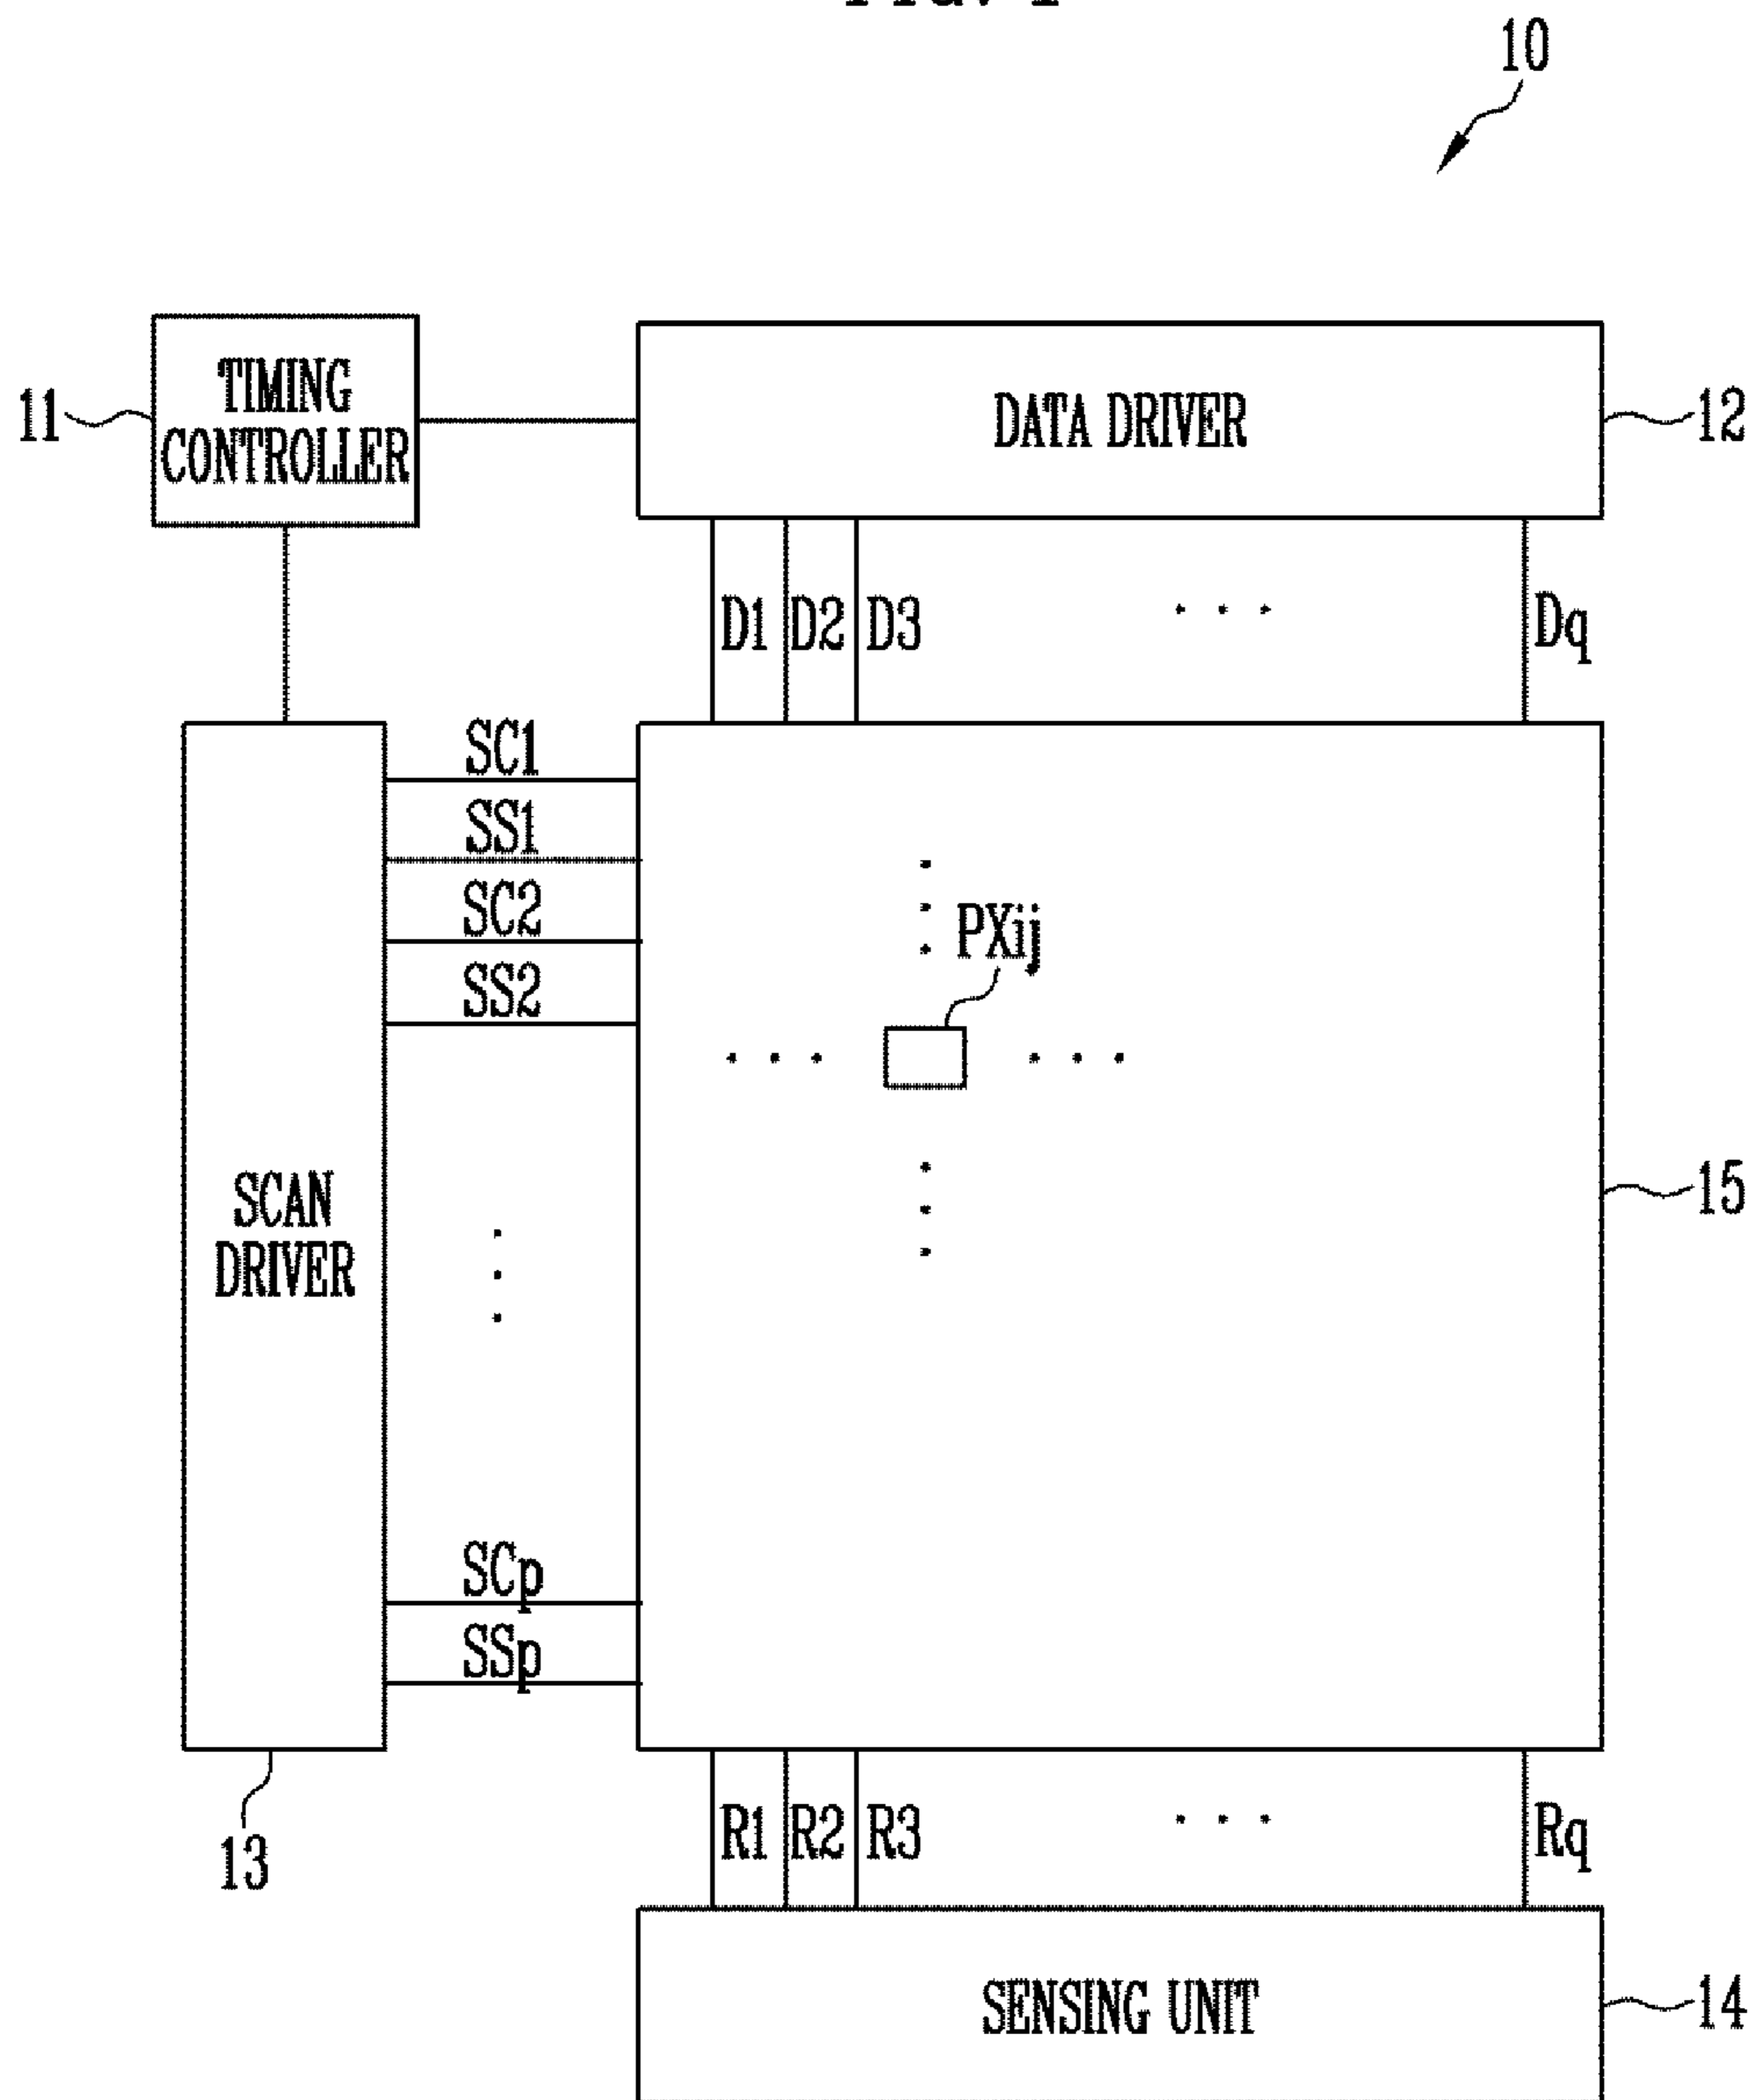 10
TIMING
CONTROLLER
11
DATA DRIVER
12
D1 D2 D3 . . . Dq
SC1
SS1
SC2
SS2
PXij
SCAN
DRIVER
15
SCp
SSp
13
R1 R2 R3 . . . Rq
SENSING UNIT
14